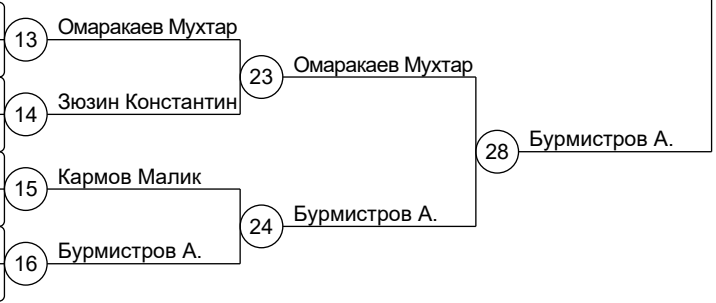 13 Омаракаев Мухтар
23 Омаракаев Мухтар
14 Зюзин Константин
28 Бурмистров А.
15 Кармов Малик
24 Бурмистров А.
16 Бурмистров А.